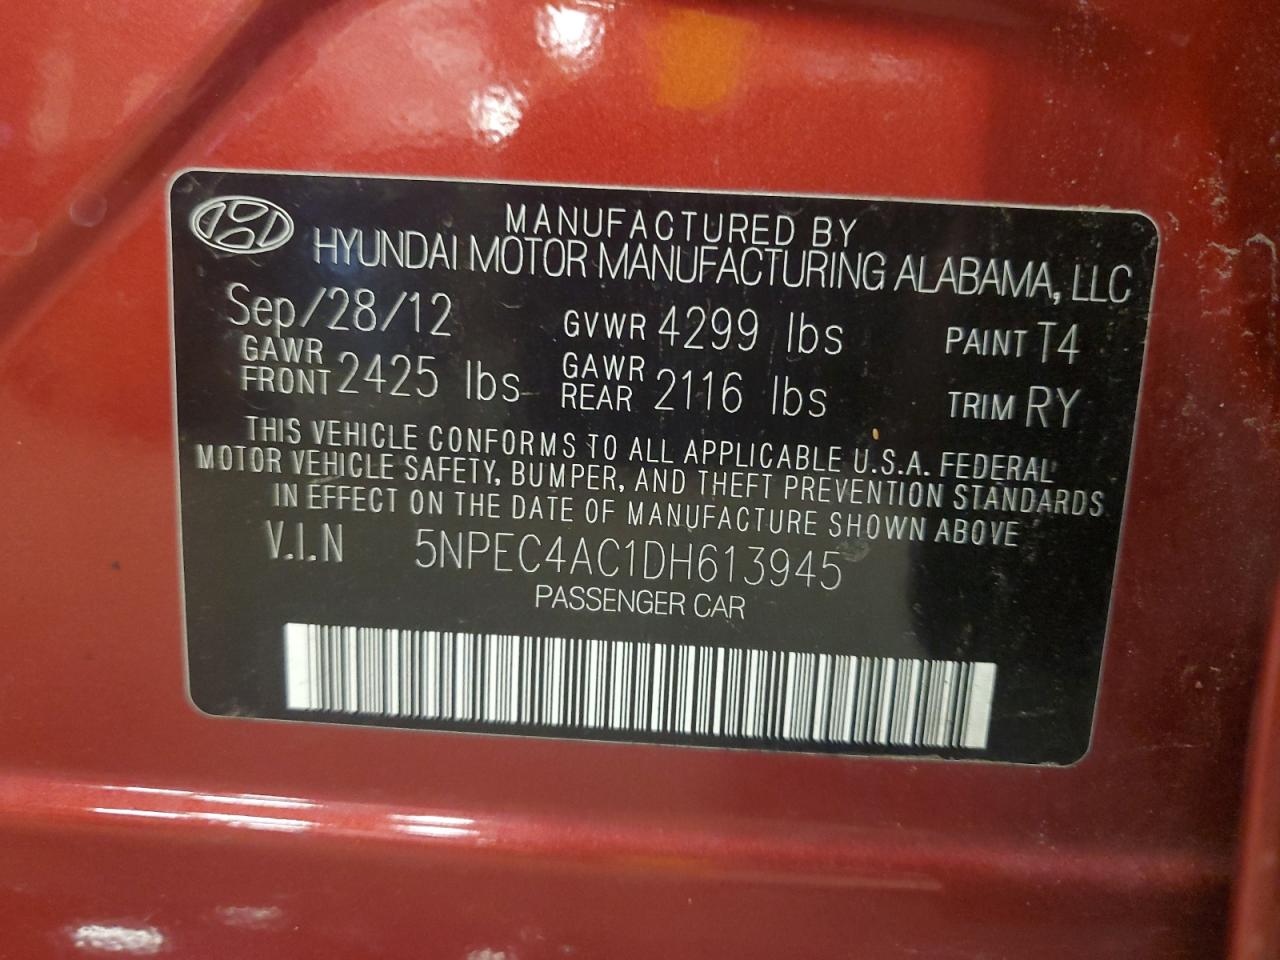 MANUFACTURED BY
HYUNDAI MOTOR MANUFACTURING ALABAMA, LLC
Sep/28/12 GVWR 4299 lbs PAINT T4
GAWR FRONT 2425 lbs GAWR REAR 2116 lbs TRIM RY
THIS VEHICLE CONFORMS TO ALL APPLICABLE U.S.A. FEDERAL
MOTOR VEHICLE SAFETY, BUMPER, AND THEFT PREVENTION STANDARDS
IN EFFECT ON THE DATE OF MANUFACTURE SHOWN ABOVE
V.I.N 5NPEC4AC1DH613945
PASSENGER CAR